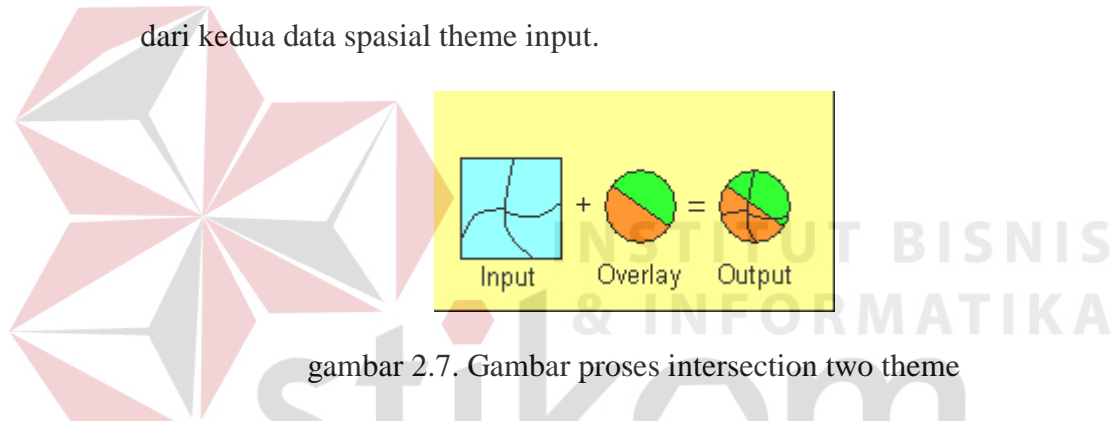 dari kedua data spasial theme input.
+ =
Input Overlay Output
INSTITUT BISNIS
& INFORMATIKA
gambar 2.7. Gambar proses intersection two theme
stikom